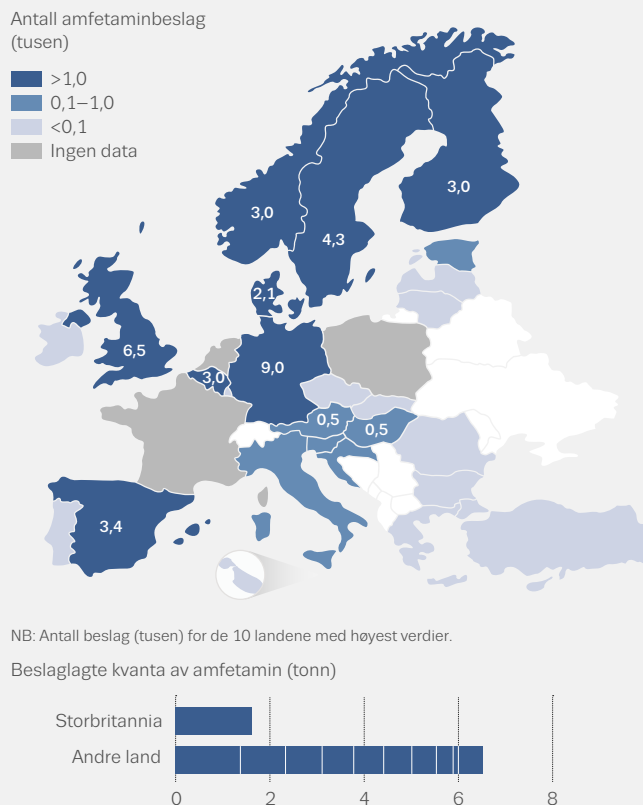 Antall amfetaminbeslag
(tusen)
>1,0
0,1–1,0
<0,1
Ingen data
3,0
3,0
4,3
2,1
6,5
3,0
9,0
0,5
0,5
3,4
NB: Antall beslag (tusen) for de 10 landene med høyest verdier.
Beslaglagte kvanta av amfetamin (tonn)
Storbritannia
Andre land
0 2 4 6 8